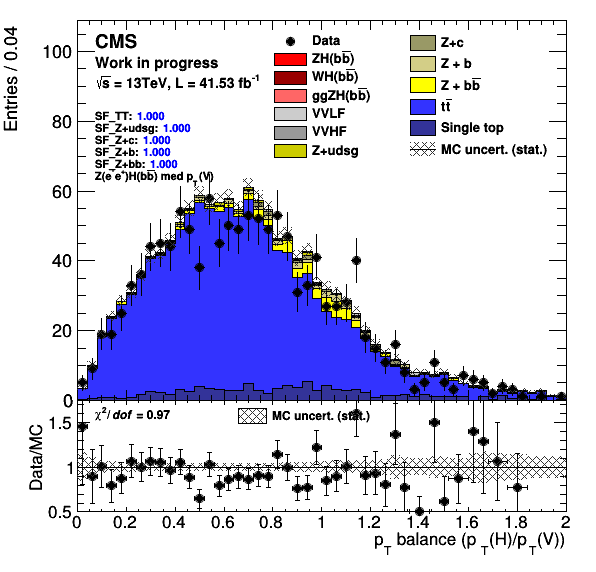 CMS
Work in progress
√s = 13TeV, L = 41.53 fb⁻¹
SF_TT: 1.000
SF_Z+udsg: 1.000
SF_Z+c: 1.000
SF_Z+b: 1.000
SF_Z+bb: 1.000
Z(e⁻e⁺)H(bb̅) med p_T(V)
Data
ZH(bb̅)
WH(bb̅)
ggZH(bb̅)
VVLF
VVHF
Z+udsg
Z+c
Z + b
Z + bb̅
tt̅
Single top
MC uncert. (stat.)
Entries / 0.04
100
80
60
40
20
0
χ²/dof = 0.97
MC uncert. (stat.)
Data/MC
1.5
1
0.5
0 0.2 0.4 0.6 0.8 1 1.2 1.4 1.6 1.8 2
p_T balance (p_T(H)/p_T(V))